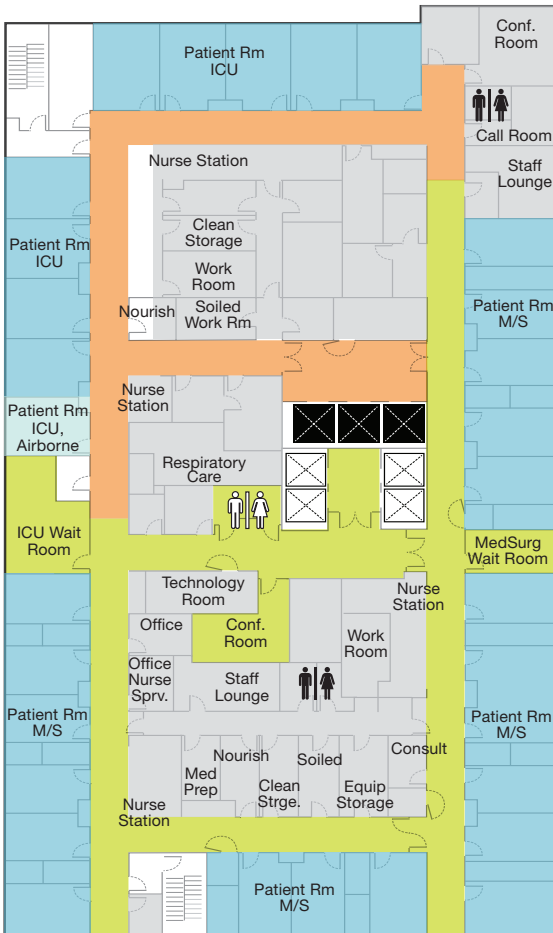 Patient Rm
ICU
Conf.
Room
Call Room
Staff
Lounge
Nurse Station
Clean
Storage
Work
Room
Nourish
Soiled
Work Rm
Patient Rm
ICU
Patient Rm
M/S
Nurse
Station
Patient Rm
ICU,
Airborne
Respiratory
Care
ICU Wait
Room
MedSurg
Wait Room
Technology
Room
Nurse
Station
Office
Conf.
Room
Work
Room
Office
Nurse
Sprv.
Staff
Lounge
Patient Rm
M/S
Patient Rm
M/S
Nourish
Soiled
Consult
Med
Prep
Clean
Strge.
Equip
Storage
Nurse
Station
Patient Rm
M/S